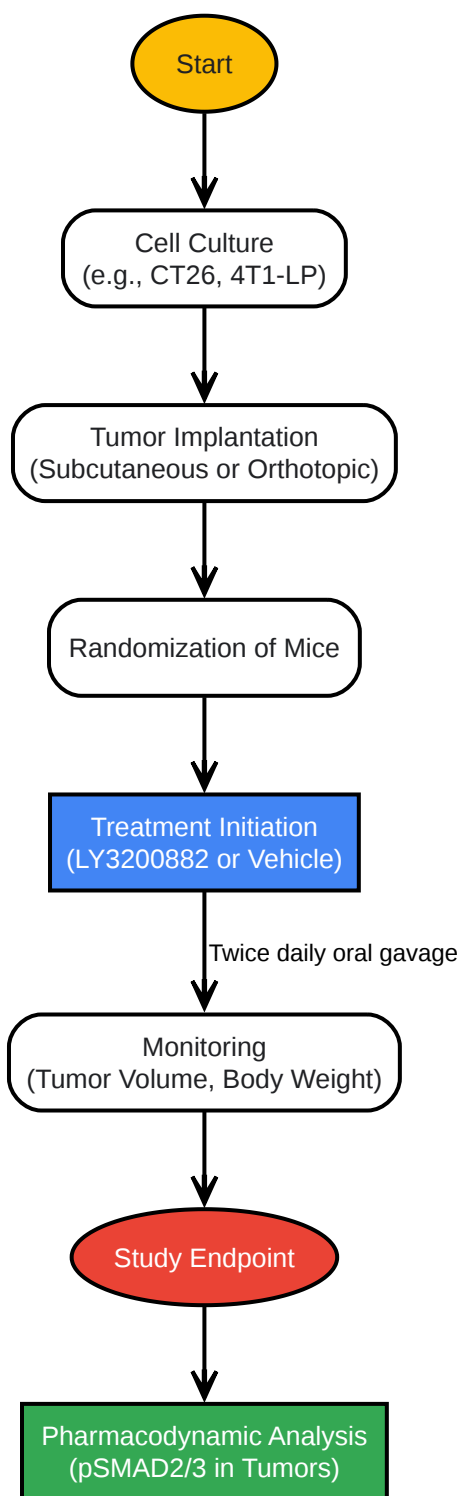 Start
Cell Culture
(e.g., CT26, 4T1-LP)
Tumor Implantation
(Subcutaneous or Orthotopic)
Randomization of Mice
Treatment Initiation
(LY3200882 or Vehicle)
Twice daily oral gavage
Monitoring
(Tumor Volume, Body Weight)
Study Endpoint
Pharmacodynamic Analysis
(pSMAD2/3 in Tumors)